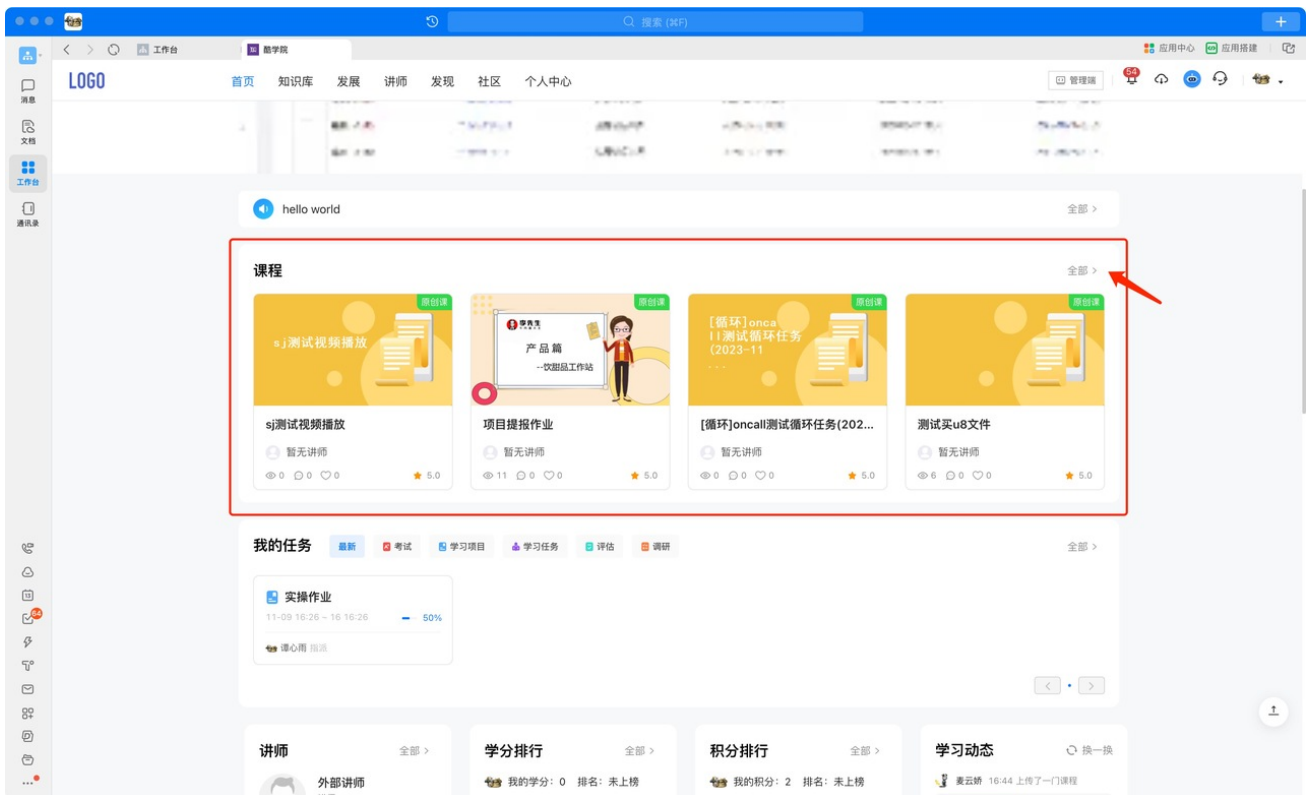 搜索 (⌘F)
工作台
酷学院
应用中心
应用搭建
LOGO
首页 知识库 发展 讲师 发现 社区 个人中心
管理端
54
消息
文档
工作台
通讯录
hello world
全部 >
课程
全部 >
原创课
sj测试视频播放
sj测试视频播放
暂无讲师
0 0 0 5.0
原创课
李先生
产品篇
--饮甜品工作站
项目提报作业
暂无讲师
11 0 0 5.0
原创课
[循环]onca
ll测试循环任务
(2023-11
...
[循环]oncall测试循环任务(202...
暂无讲师
0 0 0 5.0
原创课
测试买u8文件
暂无讲师
6 0 0 5.0
我的任务 最新 考试 学习项目 学习任务 评估 调研
全部 >
实操作业
11-09 16:26 ~ 16 16:26 50%
谭心雨 指派
64
讲师 全部 >
外部讲师
学分排行 全部 >
我的学分: 0 排名: 未上榜
积分排行 全部 >
我的积分: 2 排名: 未上榜
学习动态 换一换
麦云娇 16:44 上传了一门课程